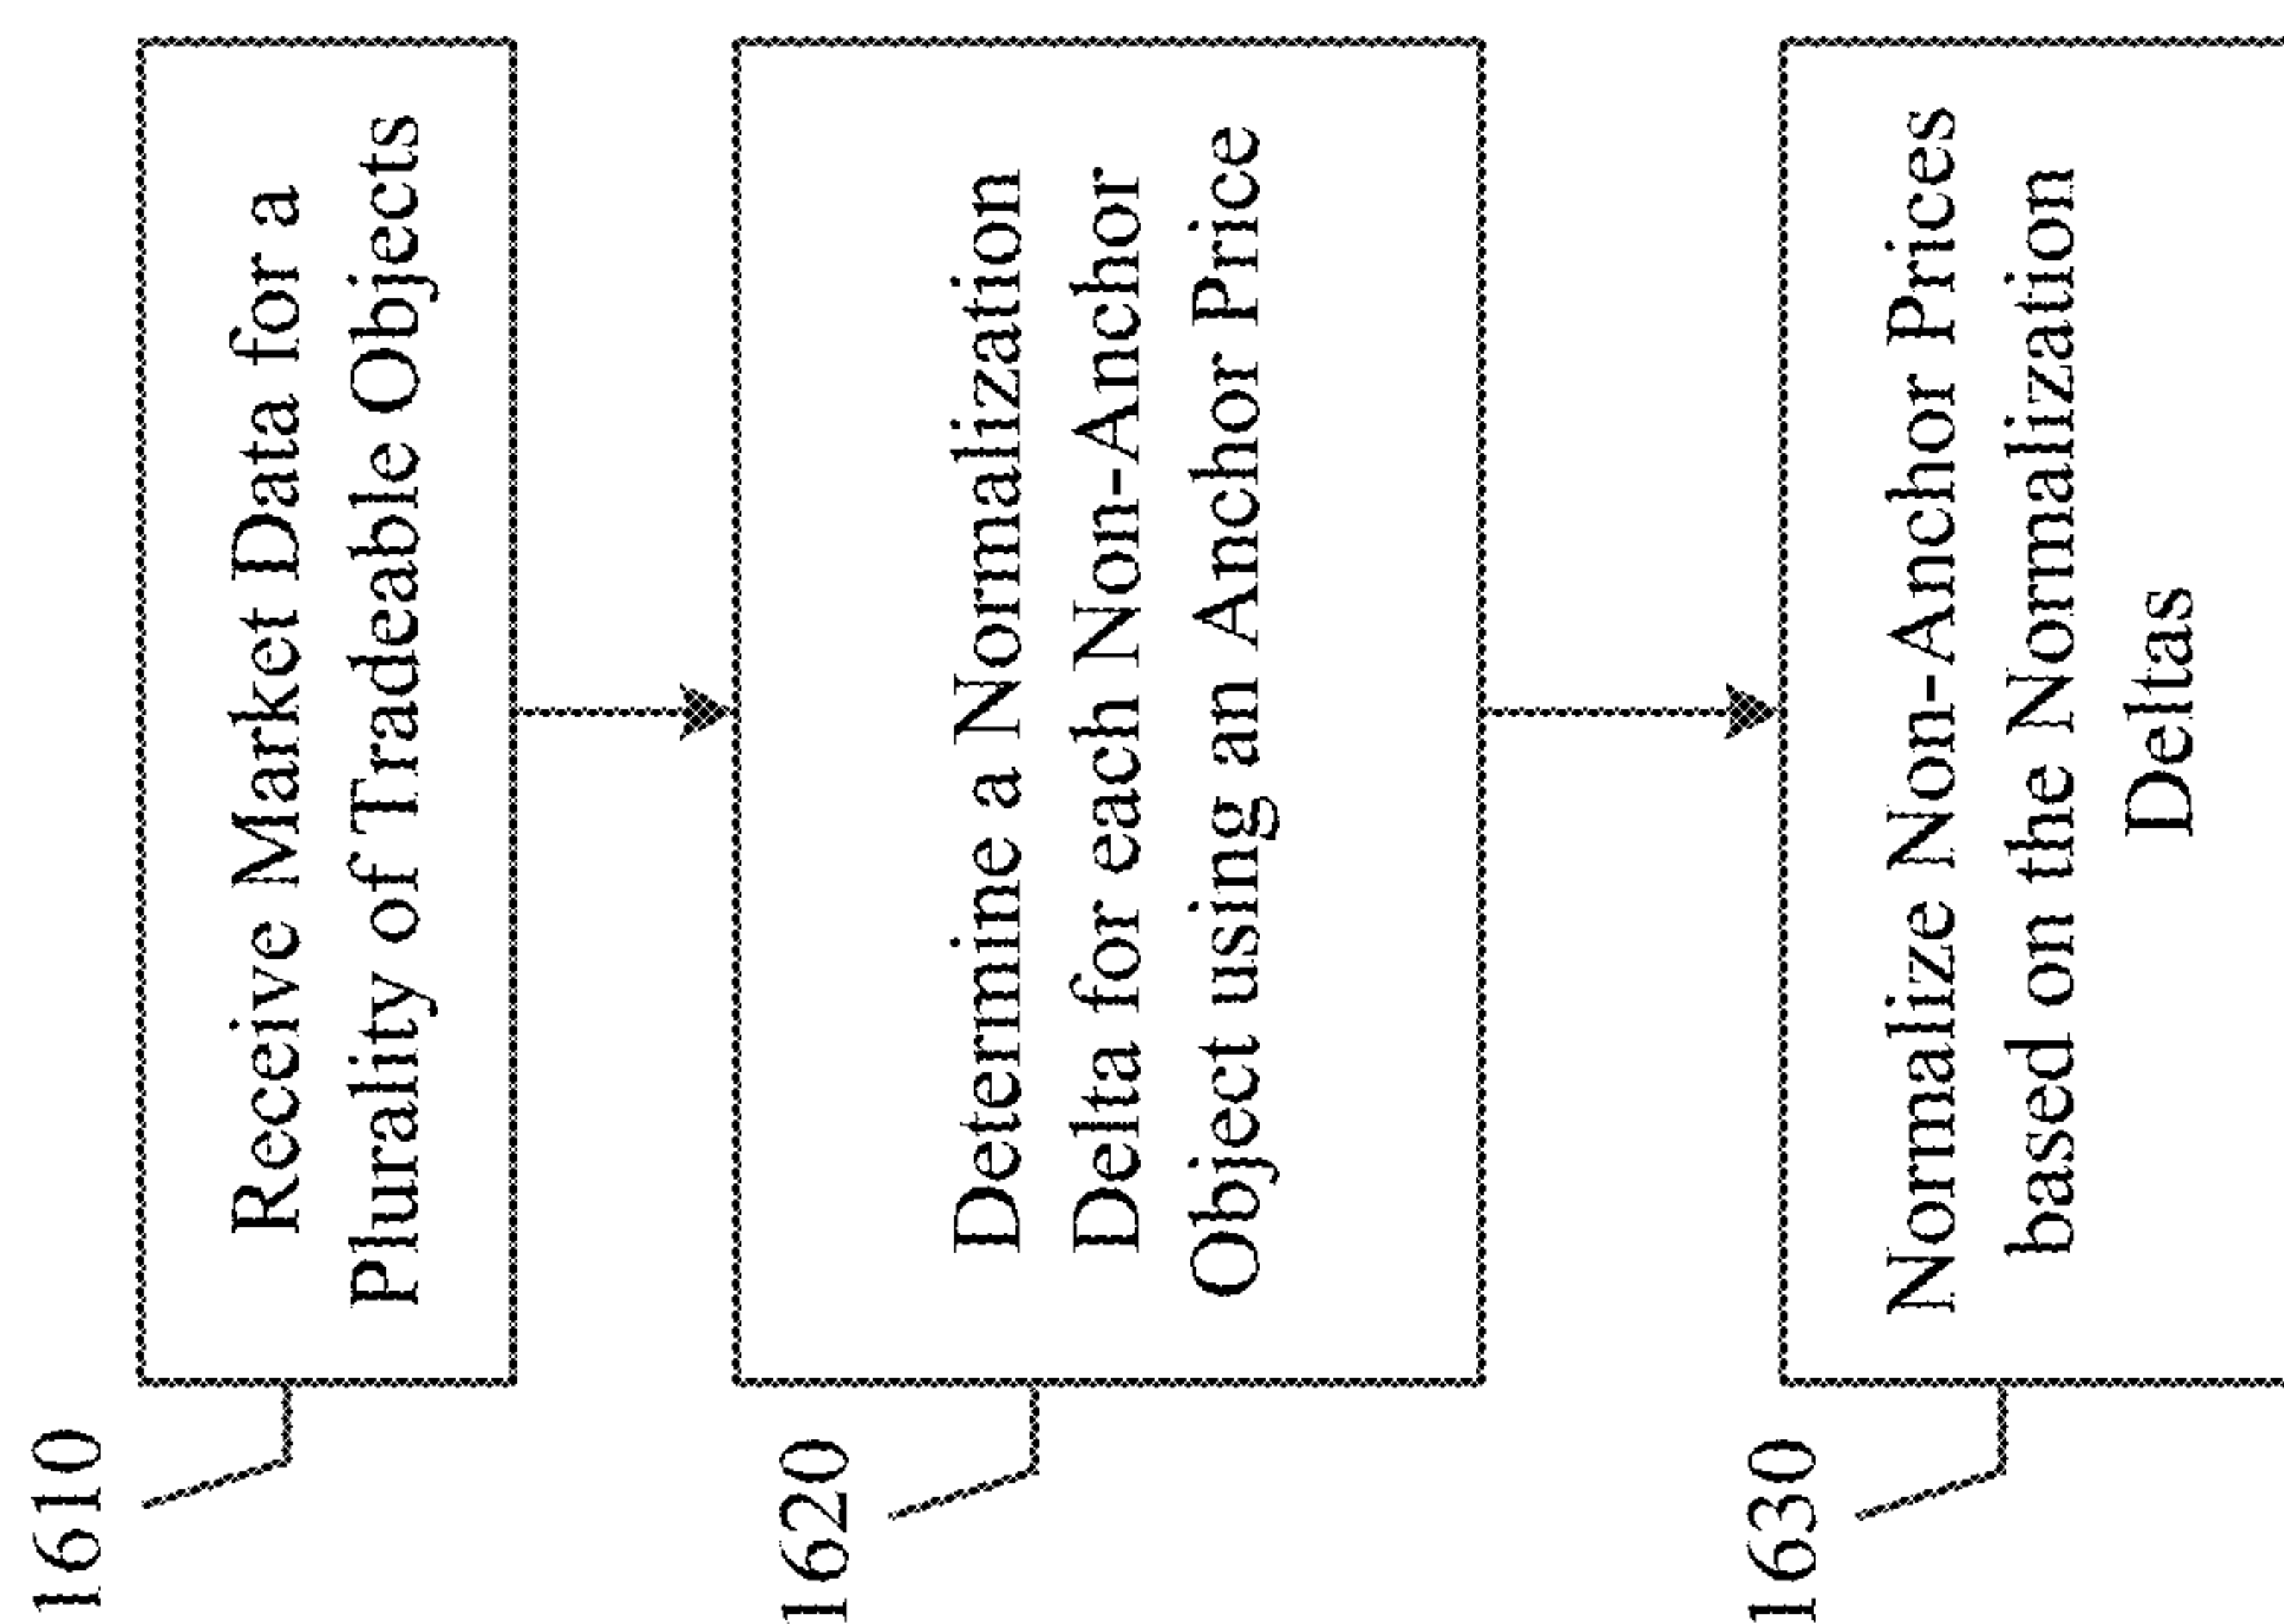 1610
Receive Market Data for a
Plurality of Tradeable Objects
1620
Determine a Normalization
Delta for each Non-Anchor
Object using an Anchor Price
1630
Normalize Non-Anchor Prices
based on the Normalization
Deltas